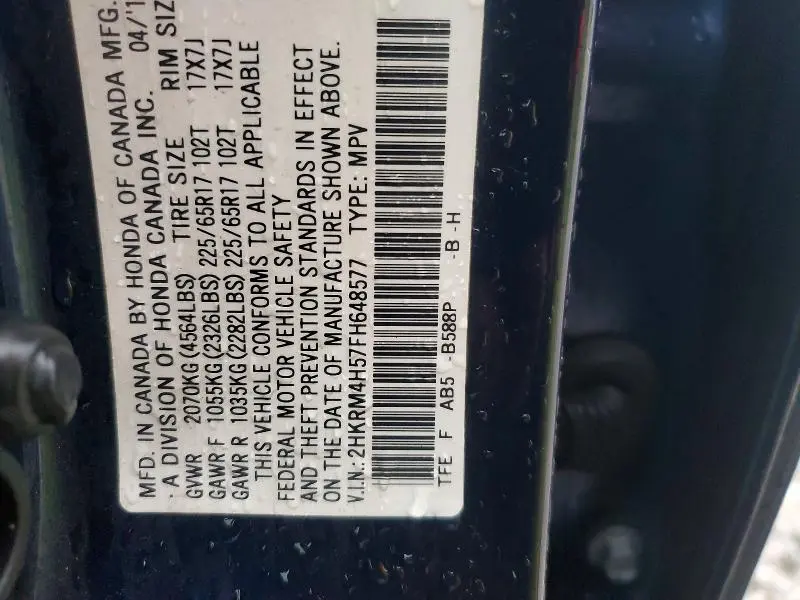 MFD. IN CANADA BY HONDA OF CANADA MFG.
A DIVISION OF HONDA CANADA INC. 04/'1
GVWR 2070KG(4564LBS) TIRE SIZE RIM SIZ
GAWR F 1055KG(2326LBS) 225/65R17 102T 17X7J
GAWR R 1035KG(2282LBS) 225/65R17 102T 17X7J
THIS VEHICLE CONFORMS TO ALL APPLICABLE
FEDERAL MOTOR VEHICLE SAFETY
AND THEFT PREVENTION STANDARDS IN EFFECT
ON THE DATE OF MANUFACTURE SHOWN ABOVE.
V.I.N.: 2HKRM4H57FH648577 TYPE: MPV
TFE F AB5 -B588P -B -H